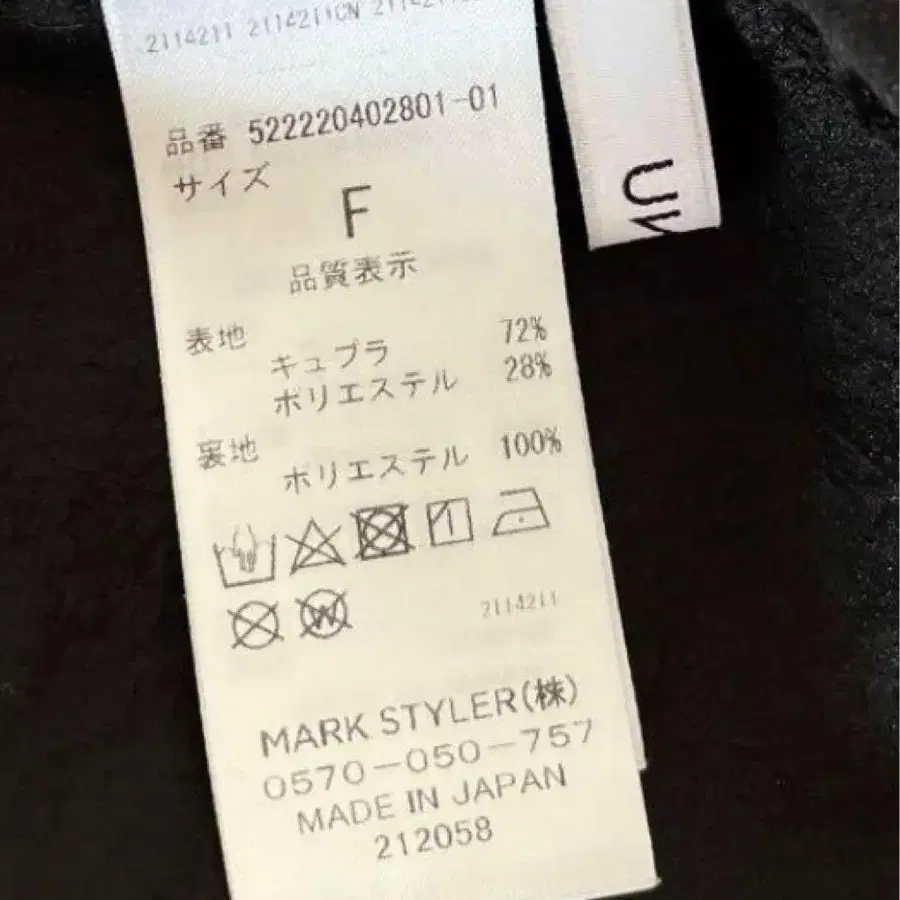 2114211 2114211CN
品番 522220402801-01
サイズ
F
品質表示
表地
キュプラ 72%
ポリエステル 28%
裏地
ポリエステル 100%
2114211
MARK STYLER(株)
0570-050-757
MADE IN JAPAN
212058